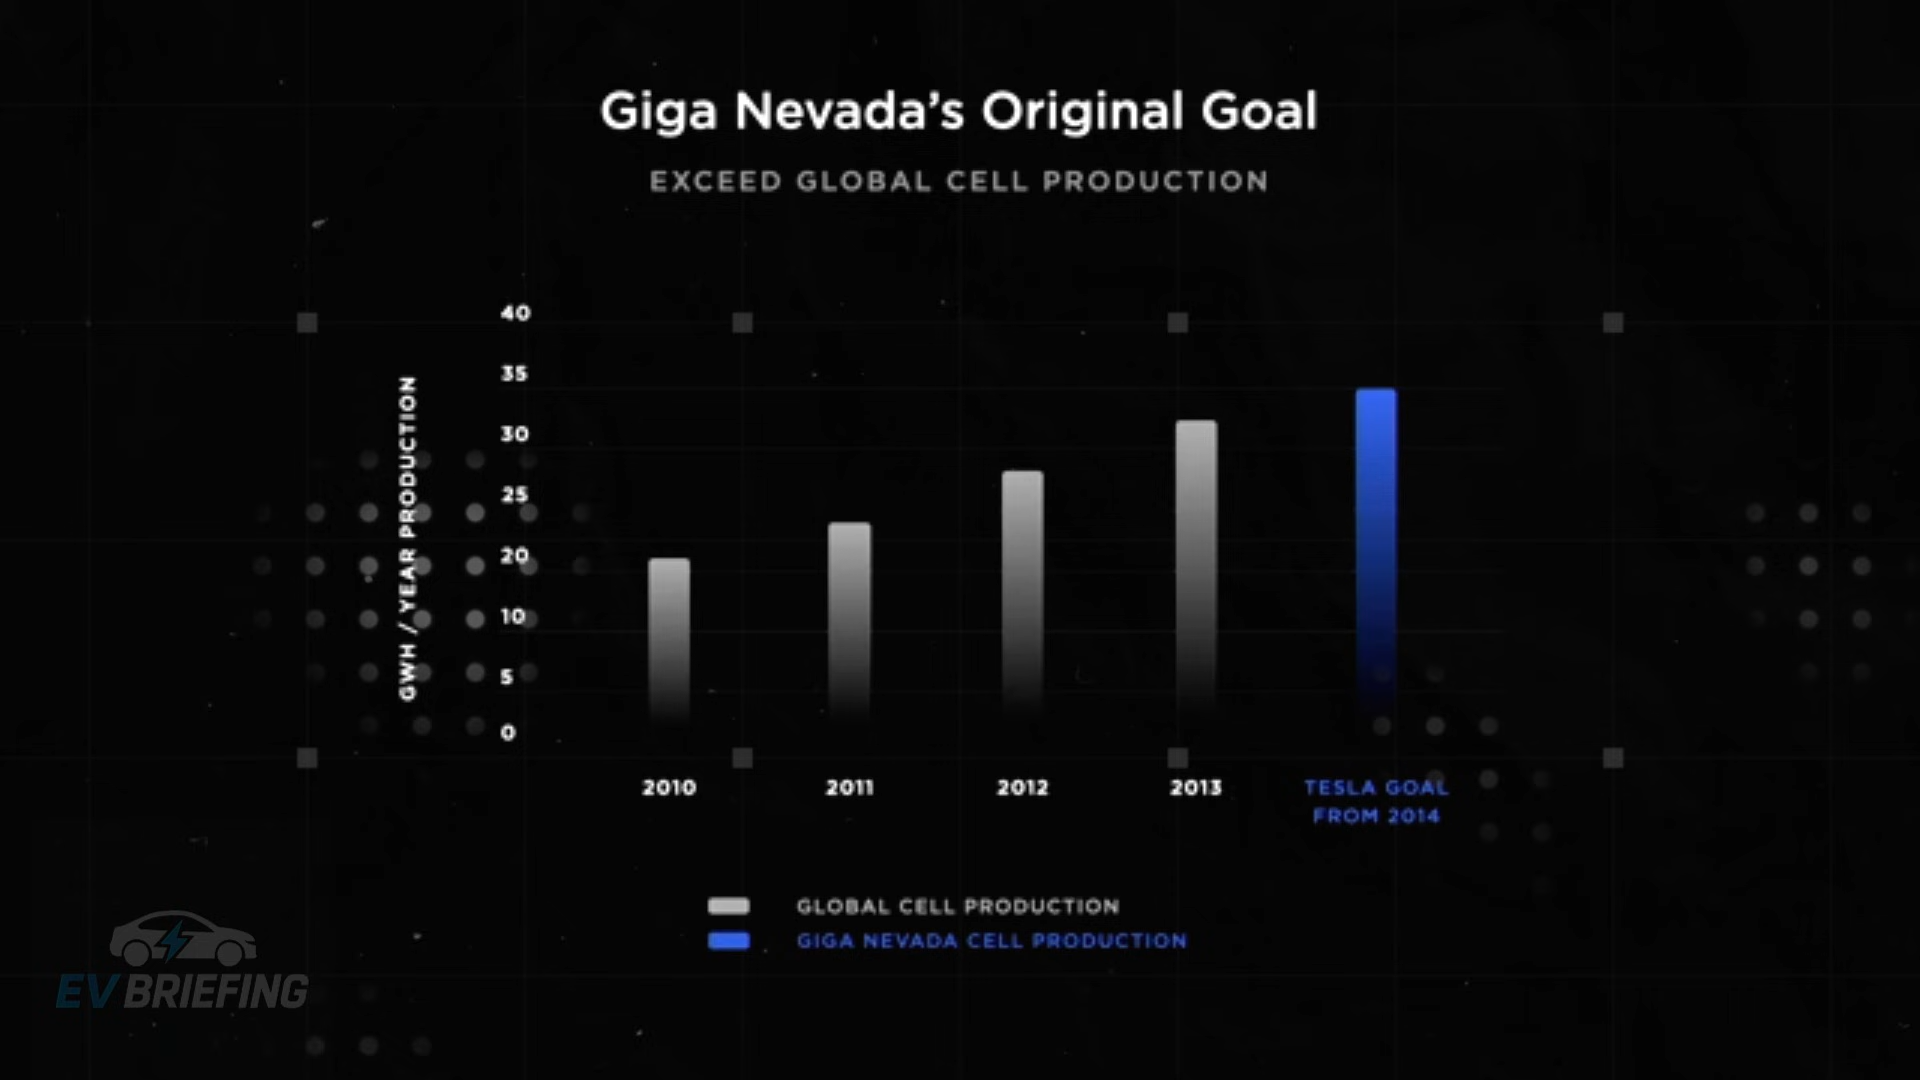 Giga Nevada’s Original Goal
EXCEED GLOBAL CELL PRODUCTION
GWH / YEAR PRODUCTION
40
35
30
25
20
10
5
0
2010
2011
2012
2013
TESLA GOAL
FROM 2014
GLOBAL CELL PRODUCTION
GIGA NEVADA CELL PRODUCTION
EV BRIEFING